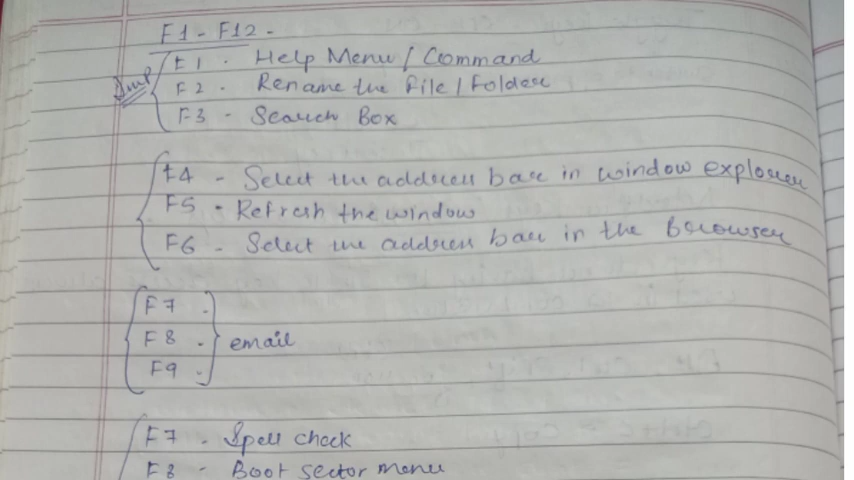 F1 - F12 -
Imp F1 - Help Menu / Command
F2 - Rename the File / Folder
F3 - Search Box
F4 - Select the address bar in window explorer
F5 - Refresh the window
F6 - Select the address bar in the Browser
F7 -
F8 - email
F9 -
F7 - Spell check
F8 - Boot sector menu